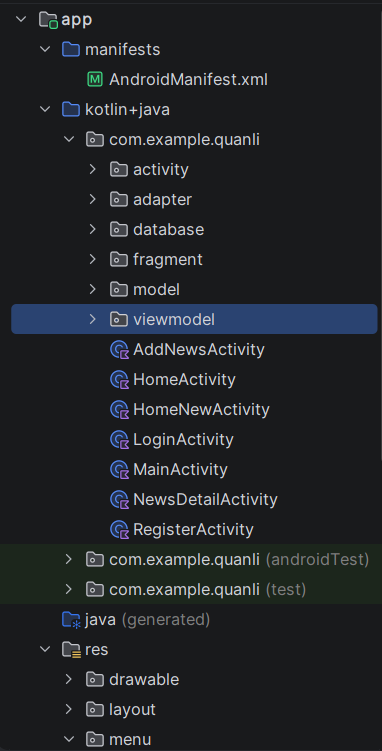 app
manifests
AndroidManifest.xml
kotlin+java
com.example.quanli
activity
adapter
database
fragment
model
viewmodel
AddNewsActivity
HomeActivity
HomeNewActivity
LoginActivity
MainActivity
NewsDetailActivity
RegisterActivity
com.example.quanli (androidTest)
com.example.quanli (test)
java (generated)
res
drawable
layout
menu